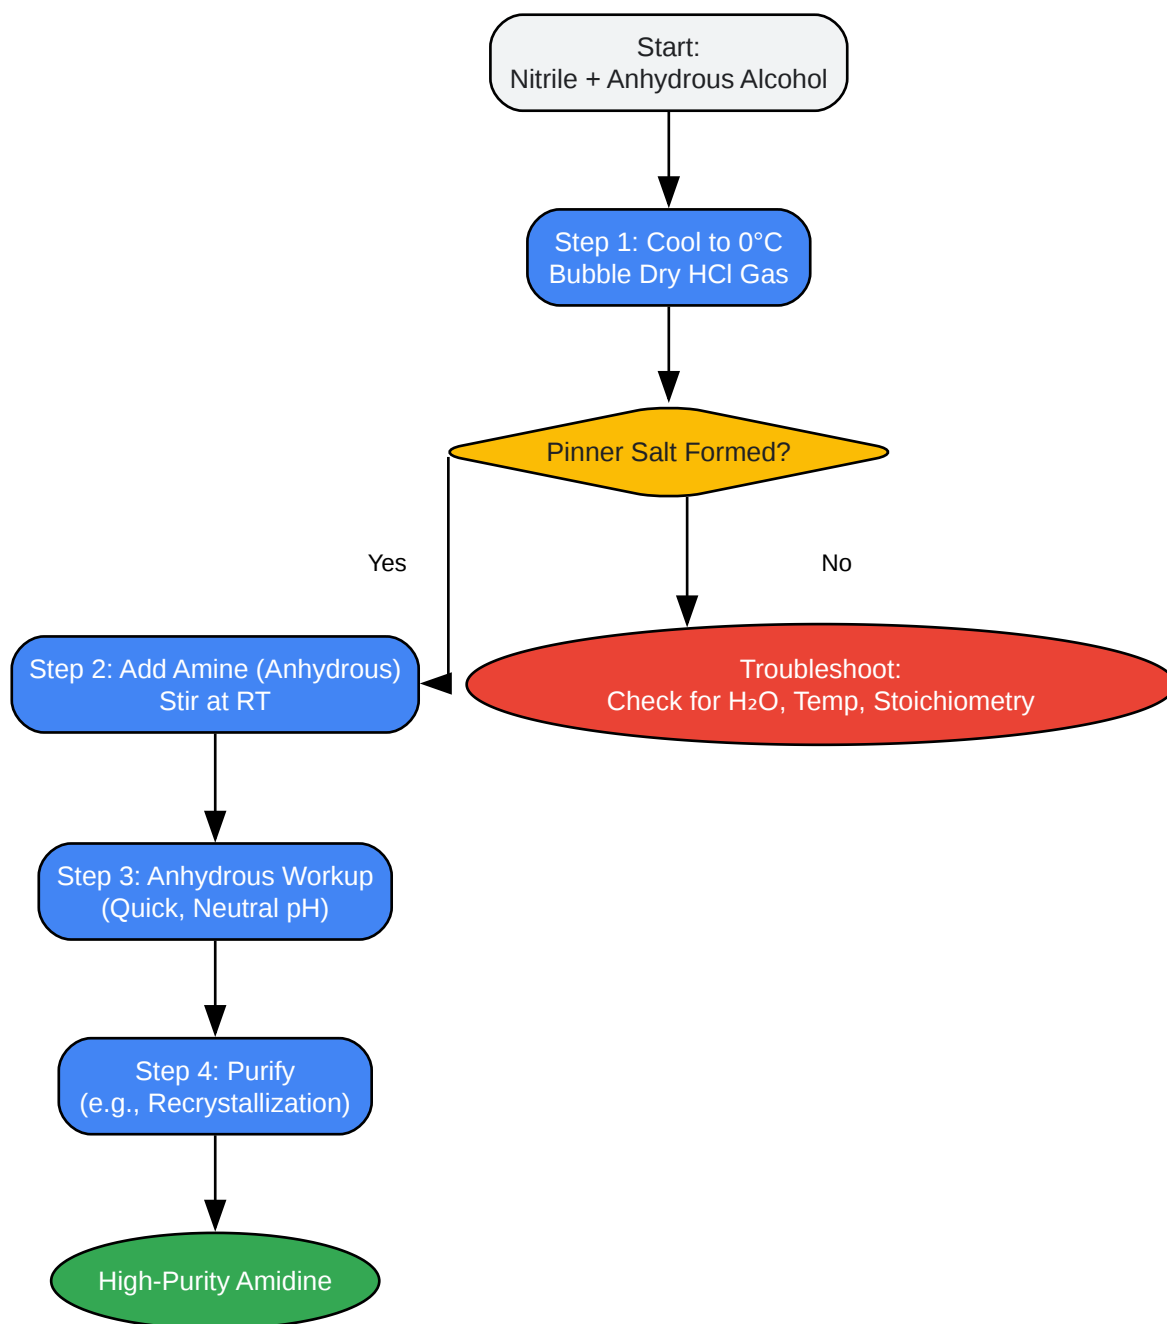 Start:
Nitrile + Anhydrous Alcohol
Step 1: Cool to 0°C
Bubble Dry HCl Gas
Pinner Salt Formed?
Yes
No
Step 2: Add Amine (Anhydrous)
Stir at RT
Troubleshoot:
Check for H₂O, Temp, Stoichiometry
Step 3: Anhydrous Workup
(Quick, Neutral pH)
Step 4: Purify
(e.g., Recrystallization)
High-Purity Amidine